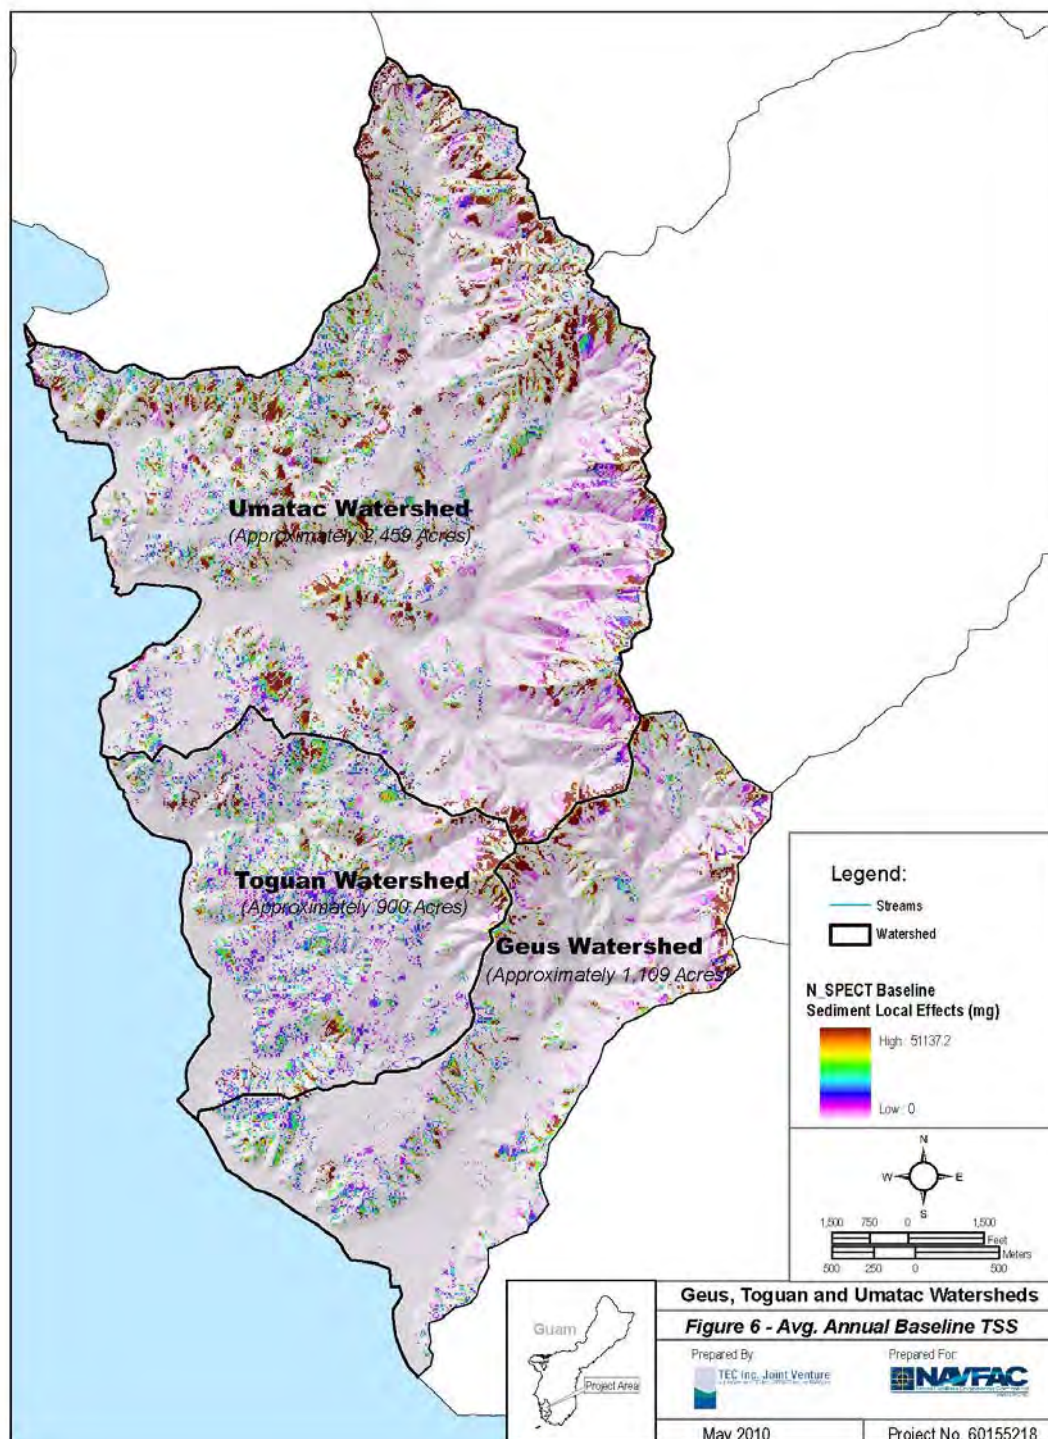 Umatac Watershed
(Approximately 2,459 Acres)
Toguan Watershed
(Approximately 900 Acres)
Geus Watershed
(Approximately 1,109 Acres)
Legend:
Streams
Watershed
N_SPECT Baseline
Sediment Local Effects (mg)
High : 51137.2
Low : 0
N
W E
S
1,500 750 0 1,500
Feet
Meters
500 250 0 500
Guam
Project Area
Geus, Toguan and Umatac Watersheds
Figure 6 - Avg. Annual Baseline TSS
Prepared By:
TEC Inc. Joint Venture
Prepared For:
NAVFAC
May 2010
Project No. 60155218